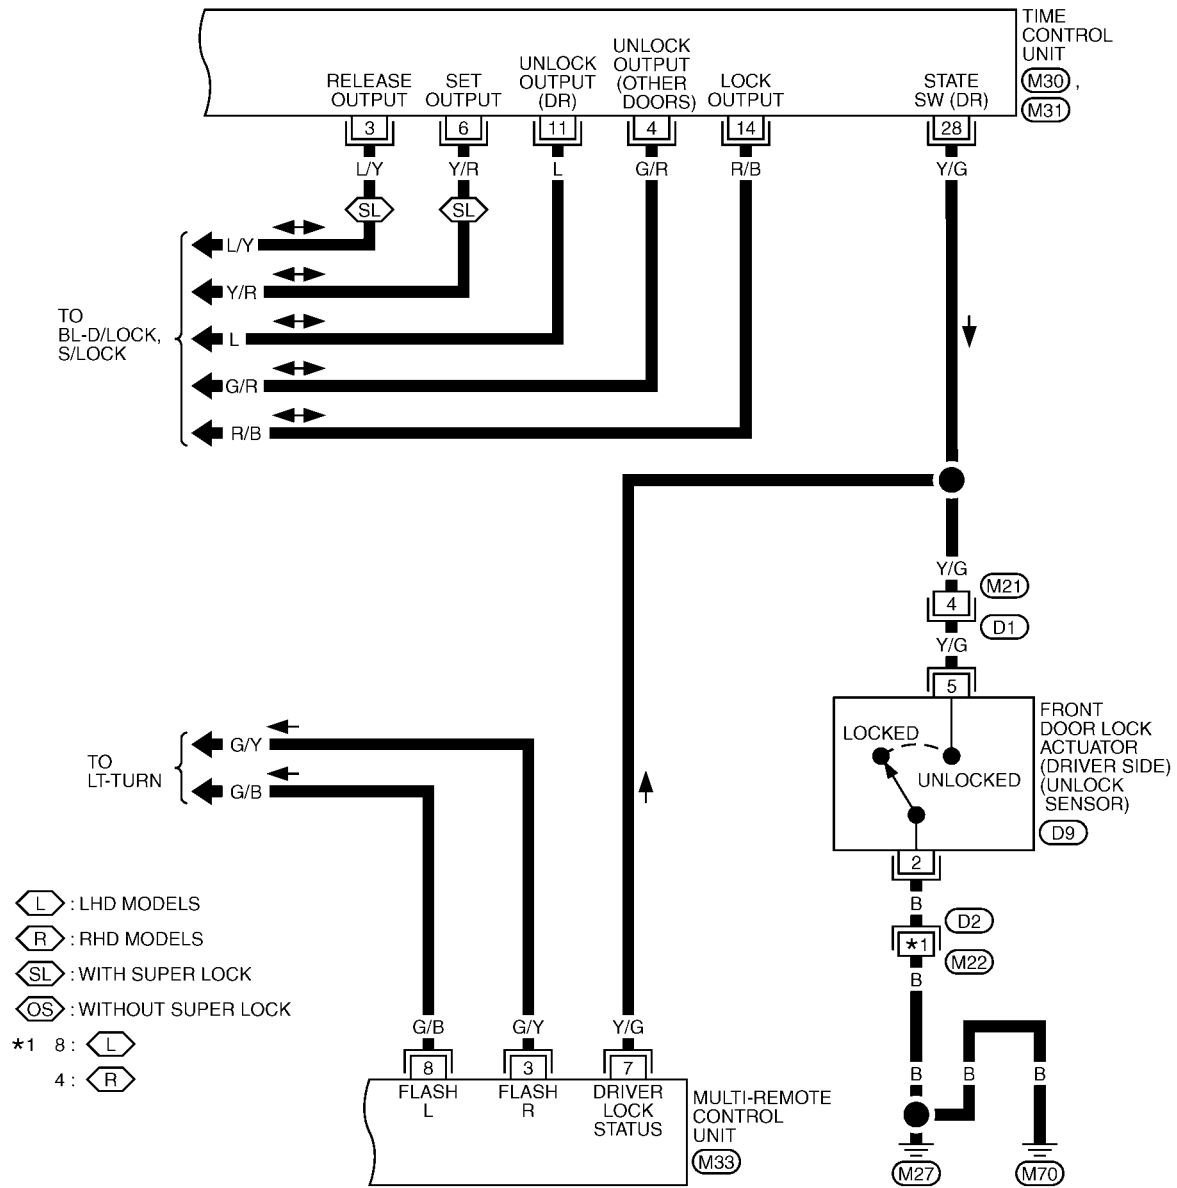 TIME
CONTROL
UNIT
M30 ,
M31
RELEASE
OUTPUT
SET
OUTPUT
UNLOCK
OUTPUT
(DR)
UNLOCK
OUTPUT
(OTHER
DOORS)
LOCK
OUTPUT
STATE
SW (DR)
3 6 11 4 14 28
L/Y Y/R L G/R R/B Y/G
SL SL
L/Y
Y/R
L
G/R
R/B
TO
BL-D/LOCK,
S/LOCK
Y/G
M21
4
D1
Y/G
5
LOCKED
UNLOCKED
FRONT
DOOR LOCK
ACTUATOR
(DRIVER SIDE)
(UNLOCK
SENSOR)
D9
2
B
D2
*1
M22
B
B B B
M27 M70
TO
LT-TURN
G/Y
G/B
L : LHD MODELS
R : RHD MODELS
SL : WITH SUPER LOCK
OS : WITHOUT SUPER LOCK
*1 8 : L
4 : R
G/B G/Y Y/G
8 3 7
FLASH
L
FLASH
R
DRIVER
LOCK
STATUS
MULTI-REMOTE
CONTROL
UNIT
M33